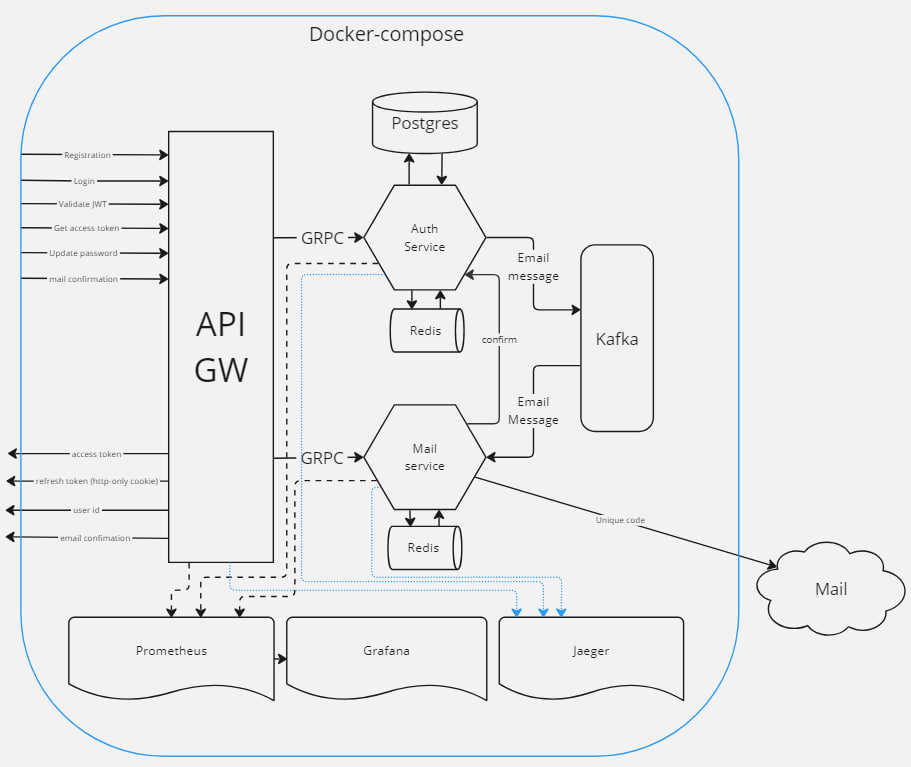 Docker-compose
Postgres
Registration
Login
Validate JWT
Get access token
Update password
mail confirmation
Auth
Service
GRPC
Email
message
Redis
API
GW
Kafka
confirm
Email
Message
Mail
service
GRPC
access token
refresh token (http-only cookie)
user id
email confimation
Unique code
Redis
Mail
Prometheus
Grafana
Jaeger